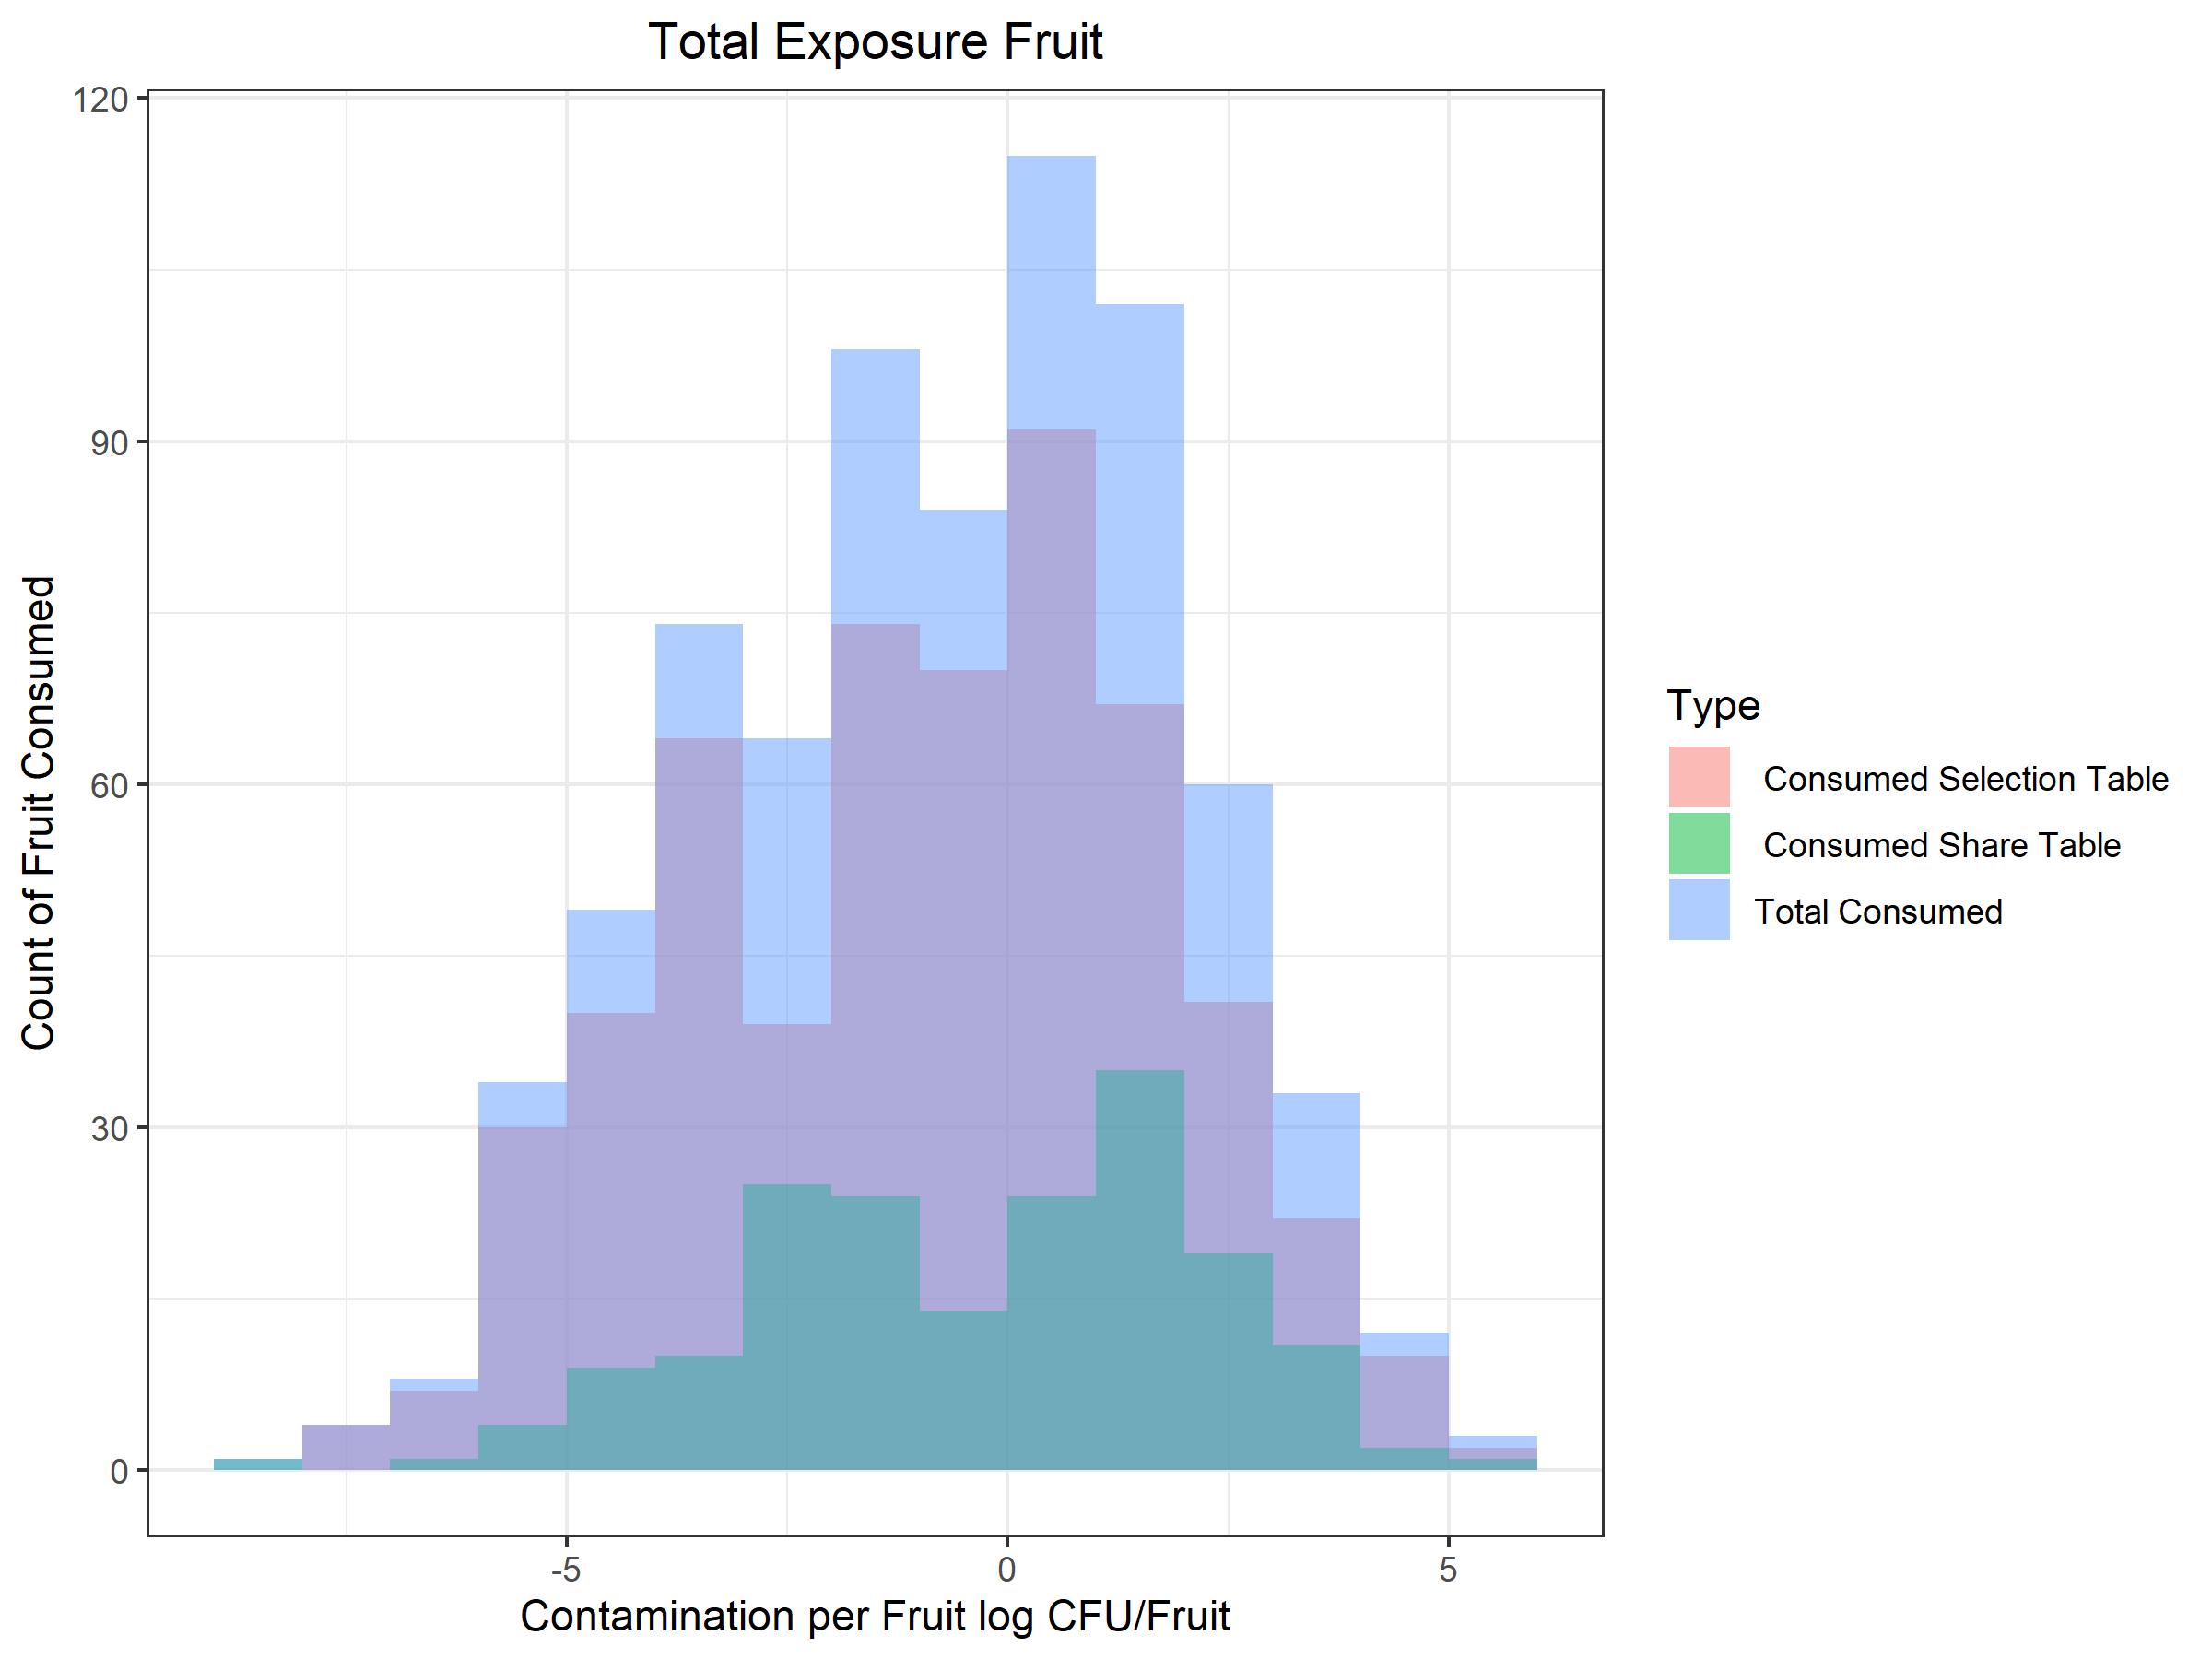 Total Exposure Fruit
120
90
60
30
0
-5
0
5
Contamination per Fruit log CFU/Fruit
Count of Fruit Consumed
Type
Consumed Selection Table
Consumed Share Table
Total Consumed